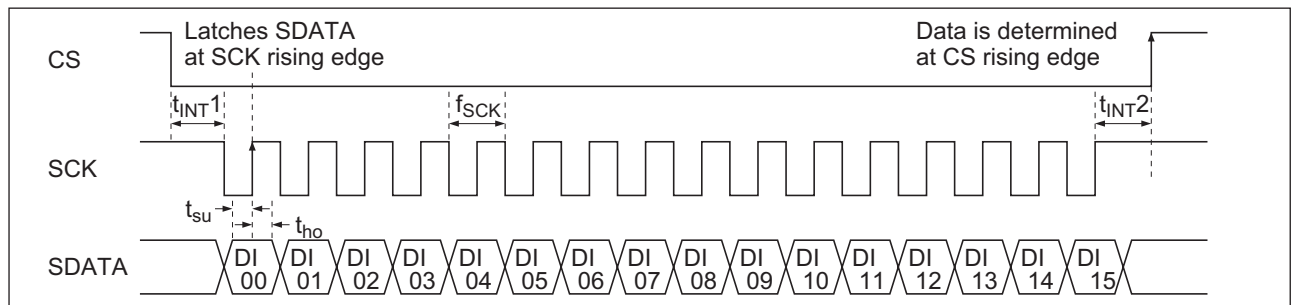 Latches SDATA
at SCK rising edge
Data is determined
at CS rising edge
CS
tINT1
fSCK
tINT2
SCK
tsu
tho
SDATA
DI 00
DI 01
DI 02
DI 03
DI 04
DI 05
DI 06
DI 07
DI 08
DI 09
DI 10
DI 11
DI 12
DI 13
DI 14
DI 15